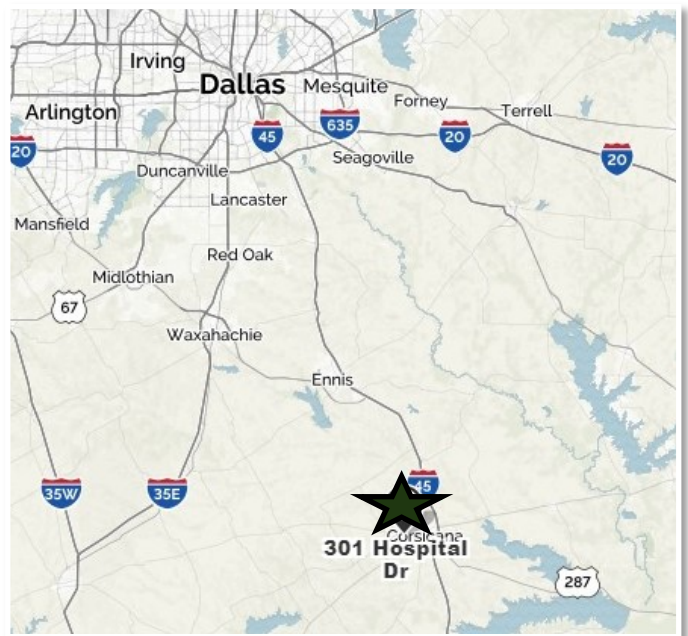 Irving
Dallas
Mesquite
Forney
Terrell
Arlington
45
635
20
20
20
Seagoville
Duncanville
Lancaster
Mansfield
Red Oak
Midlothian
67
Waxahachie
Ennis
35W
35E
45
Corsicana
301 Hospital
Dr
287